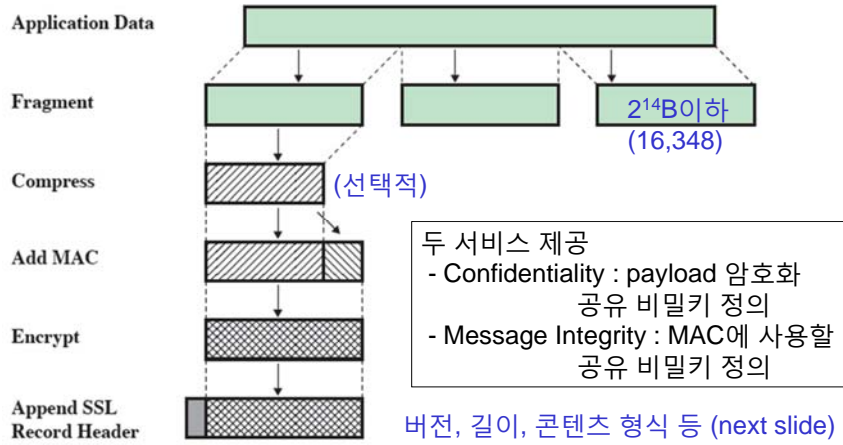 Application Data
Fragment
2¹⁴B이하
(16,348)
Compress
(선택적)
Add MAC
두 서비스 제공
- Confidentiality : payload 암호화
공유 비밀키 정의
- Message Integrity : MAC에 사용할
공유 비밀키 정의
Encrypt
Append SSL
Record Header
버전, 길이, 콘텐츠 형식 등 (next slide)